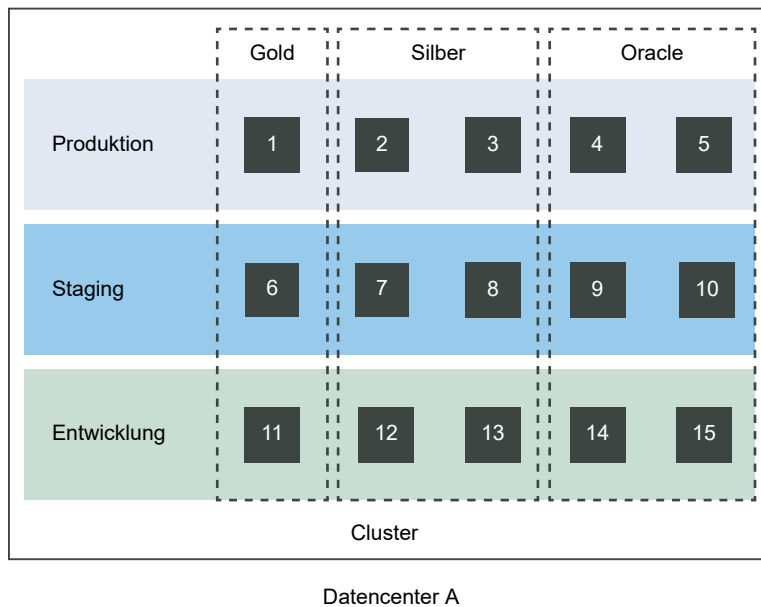 Gold Silber Oracle
Produktion 1 2 3 4 5
Staging 6 7 8 9 10
Entwicklung 11 12 13 14 15
Cluster
Datencenter A